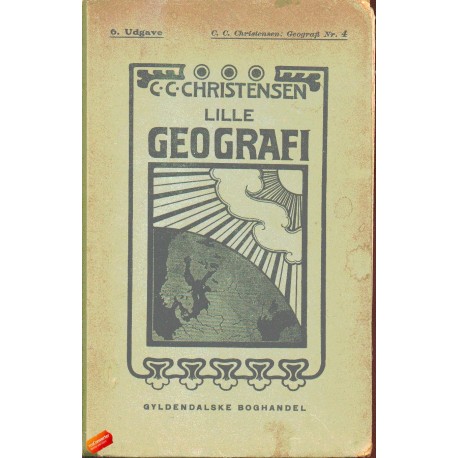 6. Udgave
C. C. Christensen: Geografi Nr. 4
C·C·CHRISTENSEN
LILLE
GEOGRAFI
GYLDENDALSKE BOGHANDEL